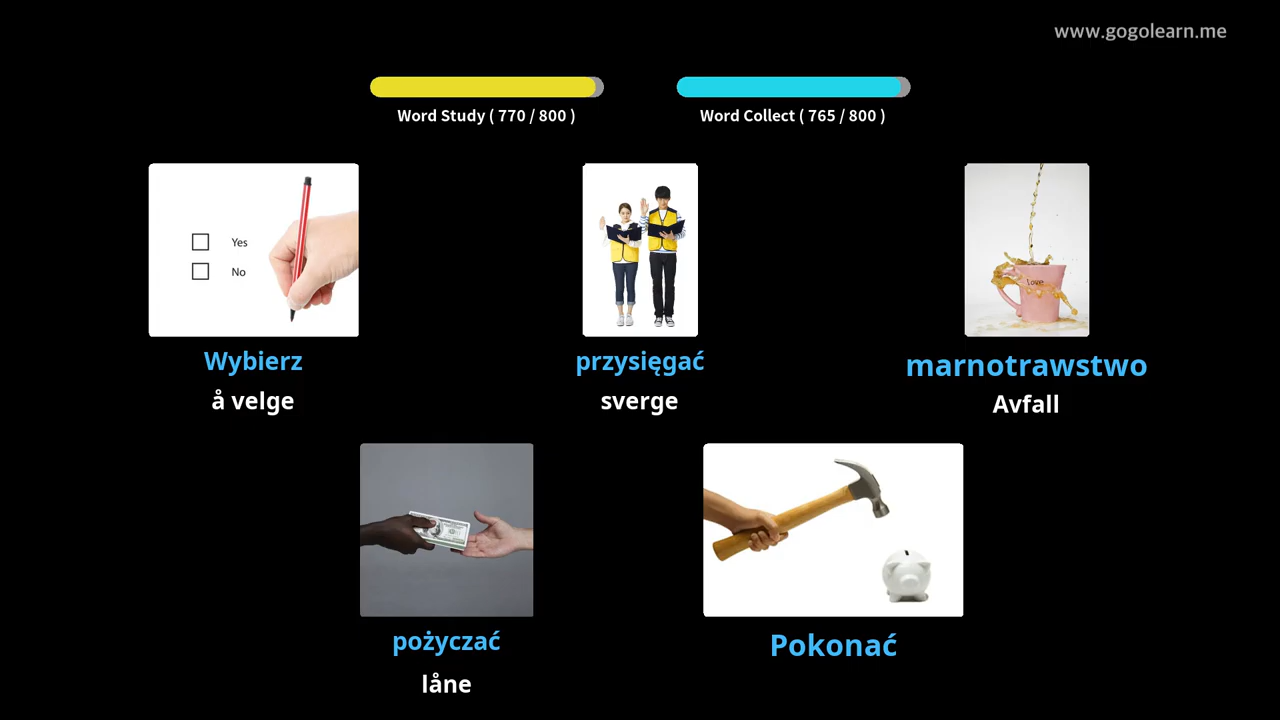 www.gogolearn.me
Word Study ( 770 / 800 )
Word Collect ( 765 / 800 )
Yes
No
love
Wybierz
å velge
przysięgać
sverge
marnotrawstwo
Avfall
pożyczać
låne
Pokonać